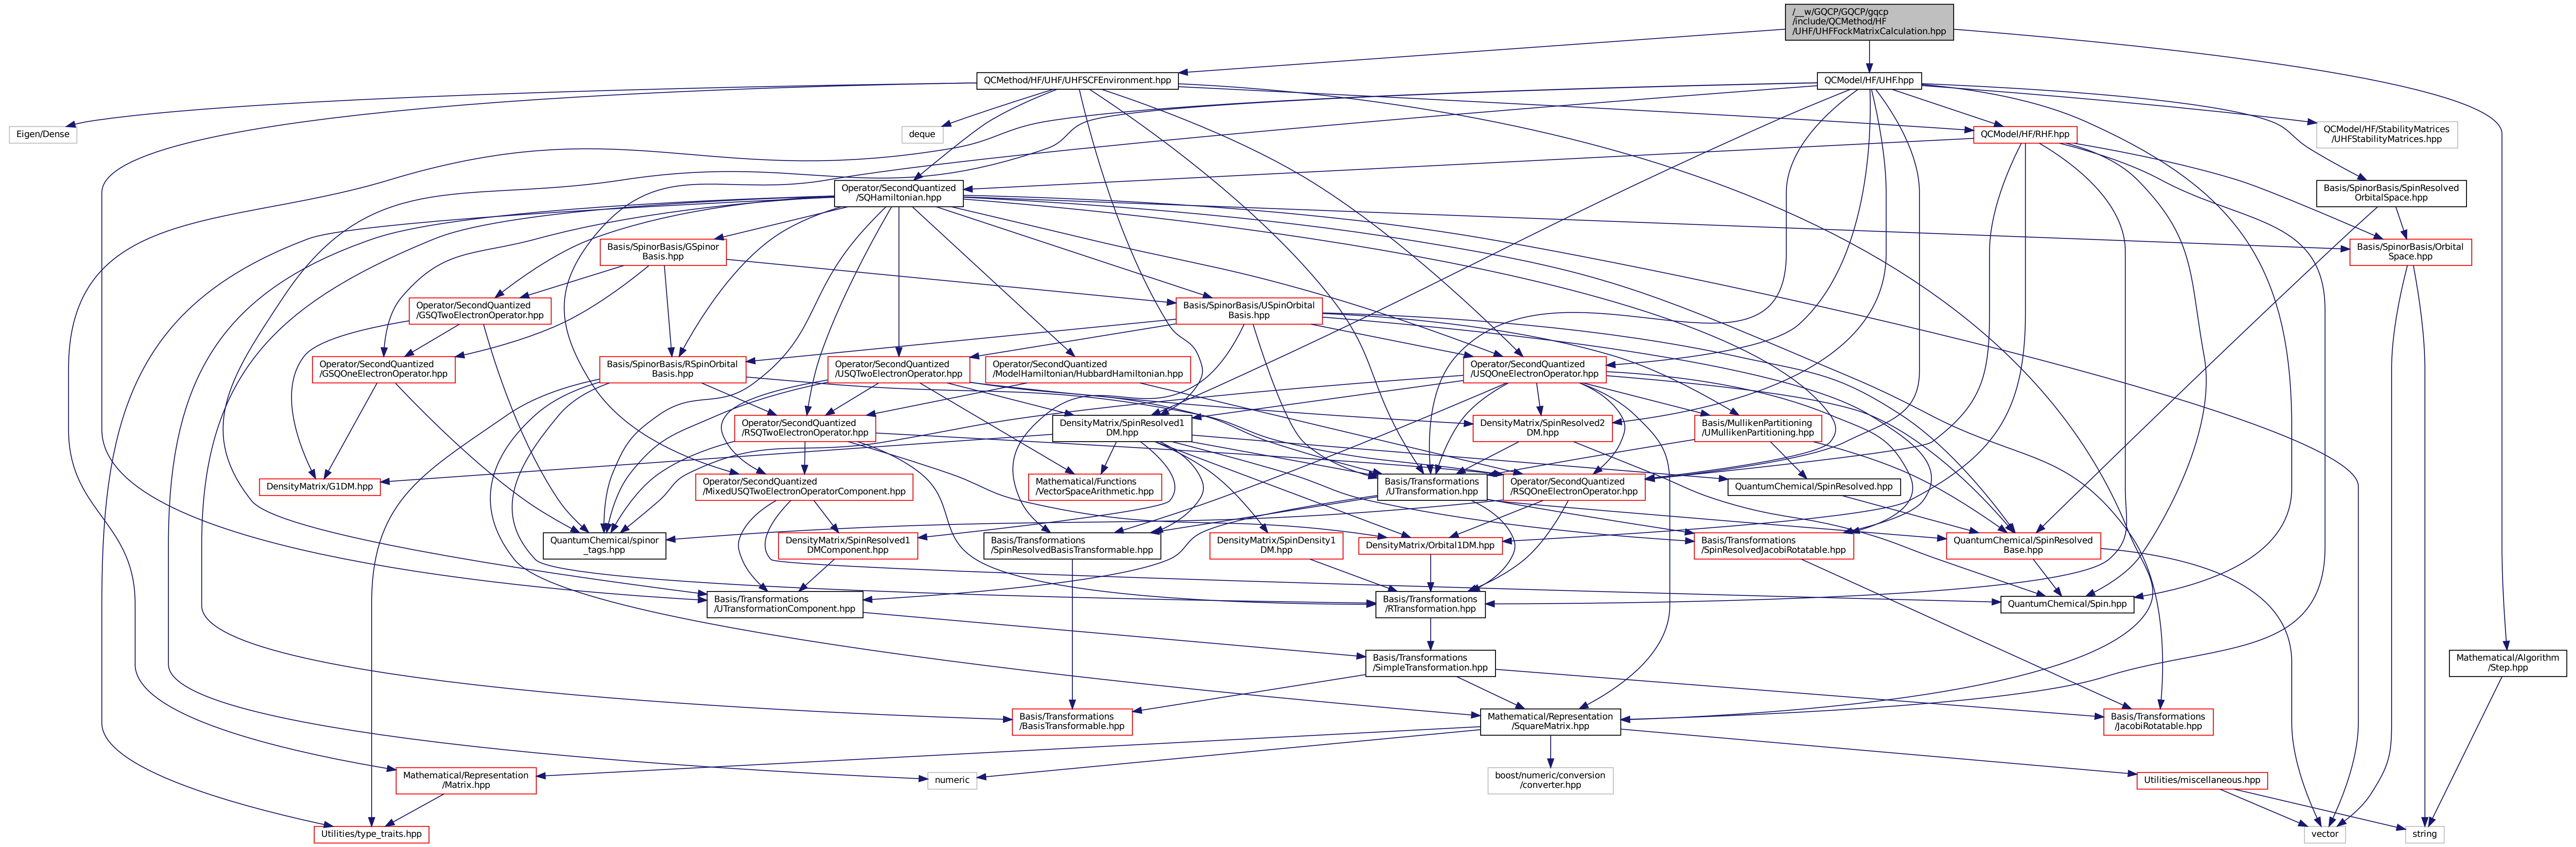 /__w/GQCP/GQCP/gqcp
/include/QCMethod/HF
/UHF/UHFFockMatrixCalculation.hpp
QCMethod/HF/UHF/UHFSCFEnvironment.hpp
QCModel/HF/UHF.hpp
Eigen/Dense
deque
QCModel/HF/RHF.hpp
QCModel/HF/StabilityMatrices
/UHFStabilityMatrices.hpp
Operator/SecondQuantized
/SQHamiltonian.hpp
Basis/SpinorBasis/SpinResolved
OrbitalSpace.hpp
Basis/SpinorBasis/GSpinor
Basis.hpp
Basis/SpinorBasis/Orbital
Space.hpp
Operator/SecondQuantized
/GSQTwoElectronOperator.hpp
Basis/SpinorBasis/USpinOrbital
Basis.hpp
Operator/SecondQuantized
/GSQOneElectronOperator.hpp
Basis/SpinorBasis/RSpinOrbital
Basis.hpp
Operator/SecondQuantized
/USQTwoElectronOperator.hpp
Operator/SecondQuantized
/ModelHamiltonian/HubbardHamiltonian.hpp
Operator/SecondQuantized
/USQOneElectronOperator.hpp
Operator/SecondQuantized
/RSQTwoElectronOperator.hpp
DensityMatrix/SpinResolved1
DM.hpp
DensityMatrix/SpinResolved2
DM.hpp
Basis/MullikenPartitioning
/UMullikenPartitioning.hpp
DensityMatrix/G1DM.hpp
Operator/SecondQuantized
/MixedUSQTwoElectronOperatorComponent.hpp
Mathematical/Functions
/VectorSpaceArithmetic.hpp
Basis/Transformations
/UTransformation.hpp
Operator/SecondQuantized
/RSQOneElectronOperator.hpp
QuantumChemical/SpinResolved.hpp
QuantumChemical/spinor
_tags.hpp
DensityMatrix/SpinResolved1
DMComponent.hpp
Basis/Transformations
/SpinResolvedBasisTransformable.hpp
DensityMatrix/SpinDensity1
DM.hpp
DensityMatrix/Orbital1DM.hpp
Basis/Transformations
/SpinResolvedJacobiRotatable.hpp
QuantumChemical/SpinResolved
Base.hpp
Basis/Transformations
/UTransformationComponent.hpp
Basis/Transformations
/RTransformation.hpp
QuantumChemical/Spin.hpp
Basis/Transformations
/SimpleTransformation.hpp
Mathematical/Algorithm
/Step.hpp
Basis/Transformations
/BasisTransformable.hpp
Mathematical/Representation
/SquareMatrix.hpp
Basis/Transformations
/JacobiRotatable.hpp
Mathematical/Representation
/Matrix.hpp
numeric
boost/numeric/conversion
/converter.hpp
Utilities/miscellaneous.hpp
Utilities/type_traits.hpp
vector
string